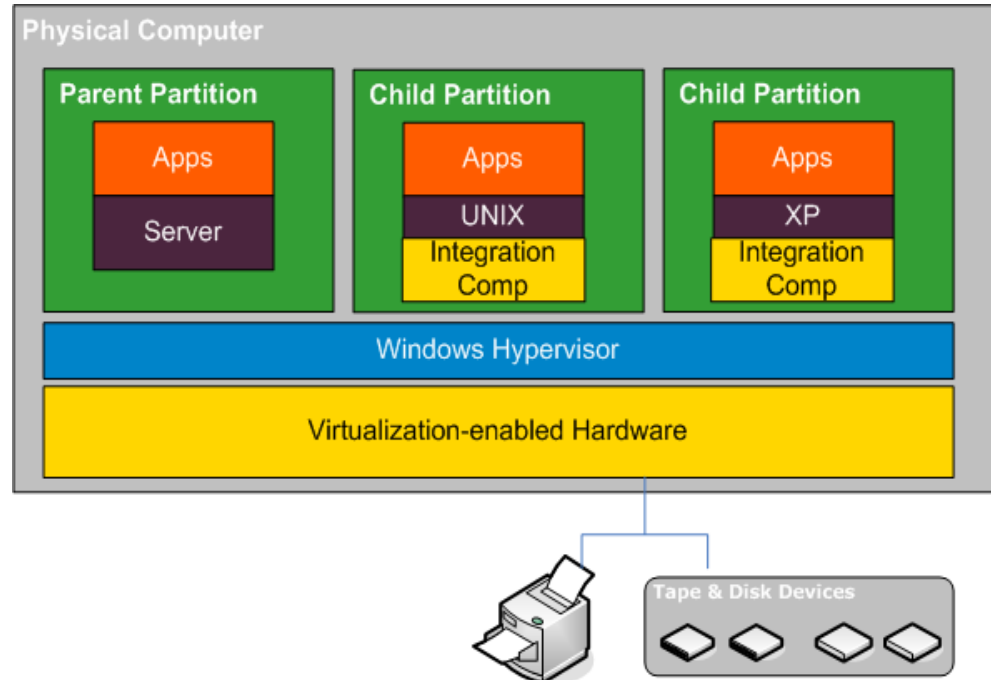 Physical Computer
Parent Partition
Apps
Server
Child Partition
Apps
UNIX
Integration
Comp
Child Partition
Apps
XP
Integration
Comp
Windows Hypervisor
Virtualization-enabled Hardware
Tape & Disk Devices